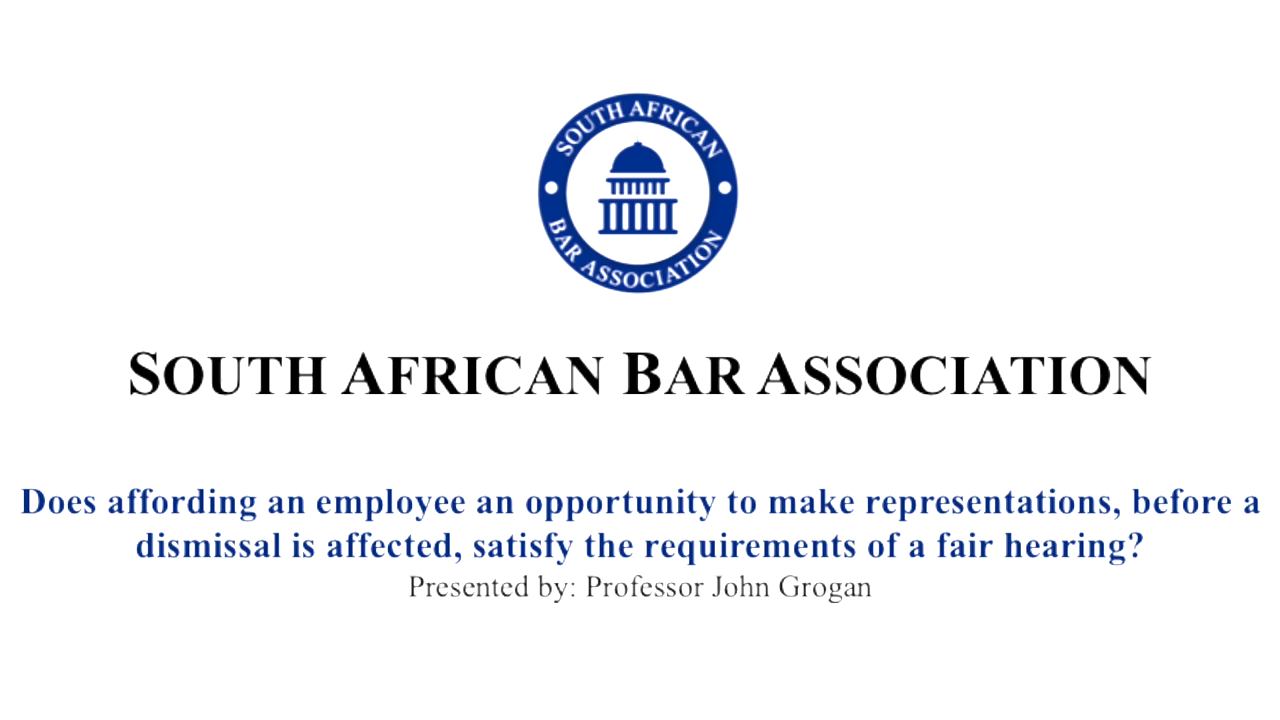 SOUTH AFRICAN
BAR ASSOCIATION
SOUTH AFRICAN BAR ASSOCIATION
Does affording an employee an opportunity to make representations, before a
dismissal is affected, satisfy the requirements of a fair hearing?
Presented by: Professor John Grogan